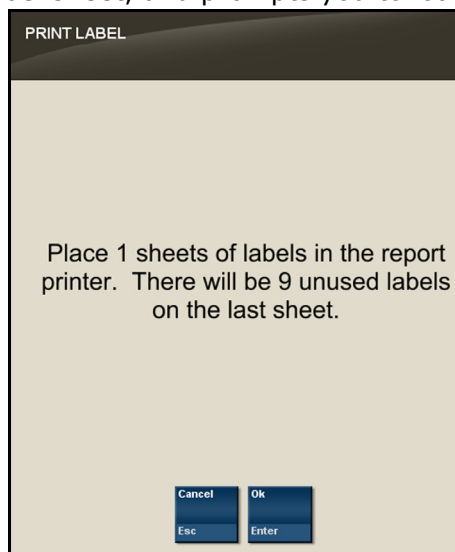 PRINT LABEL
Place 1 sheets of labels in the report
printer. There will be 9 unused labels
on the last sheet.
Cancel Ok
Esc Enter